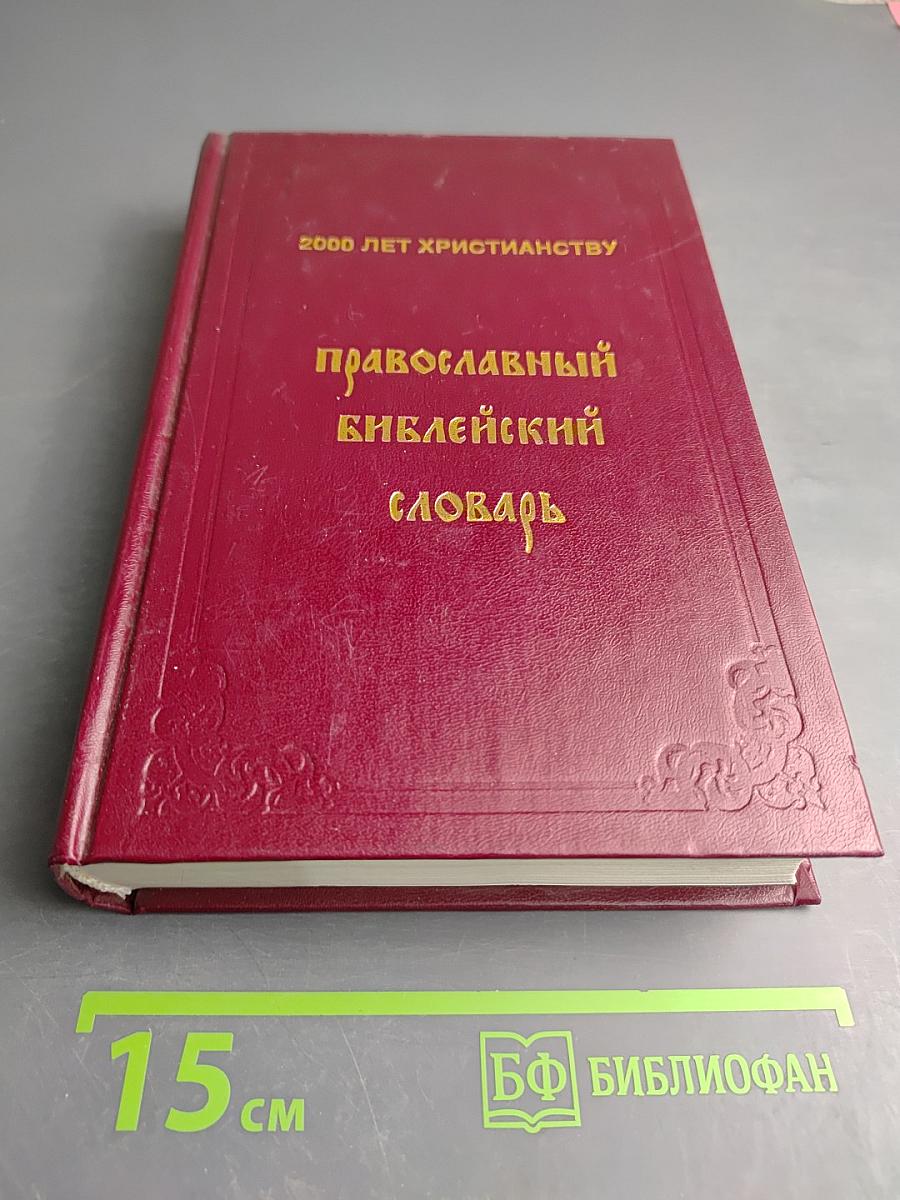 2000 ЛЕТ ХРИСТИАНСТВУ
ПРАВОСЛАВНЫЙ
БИБЛЕЙСКИЙ
СЛОВАРЬ
15 см
БФ БИБЛИОФАН